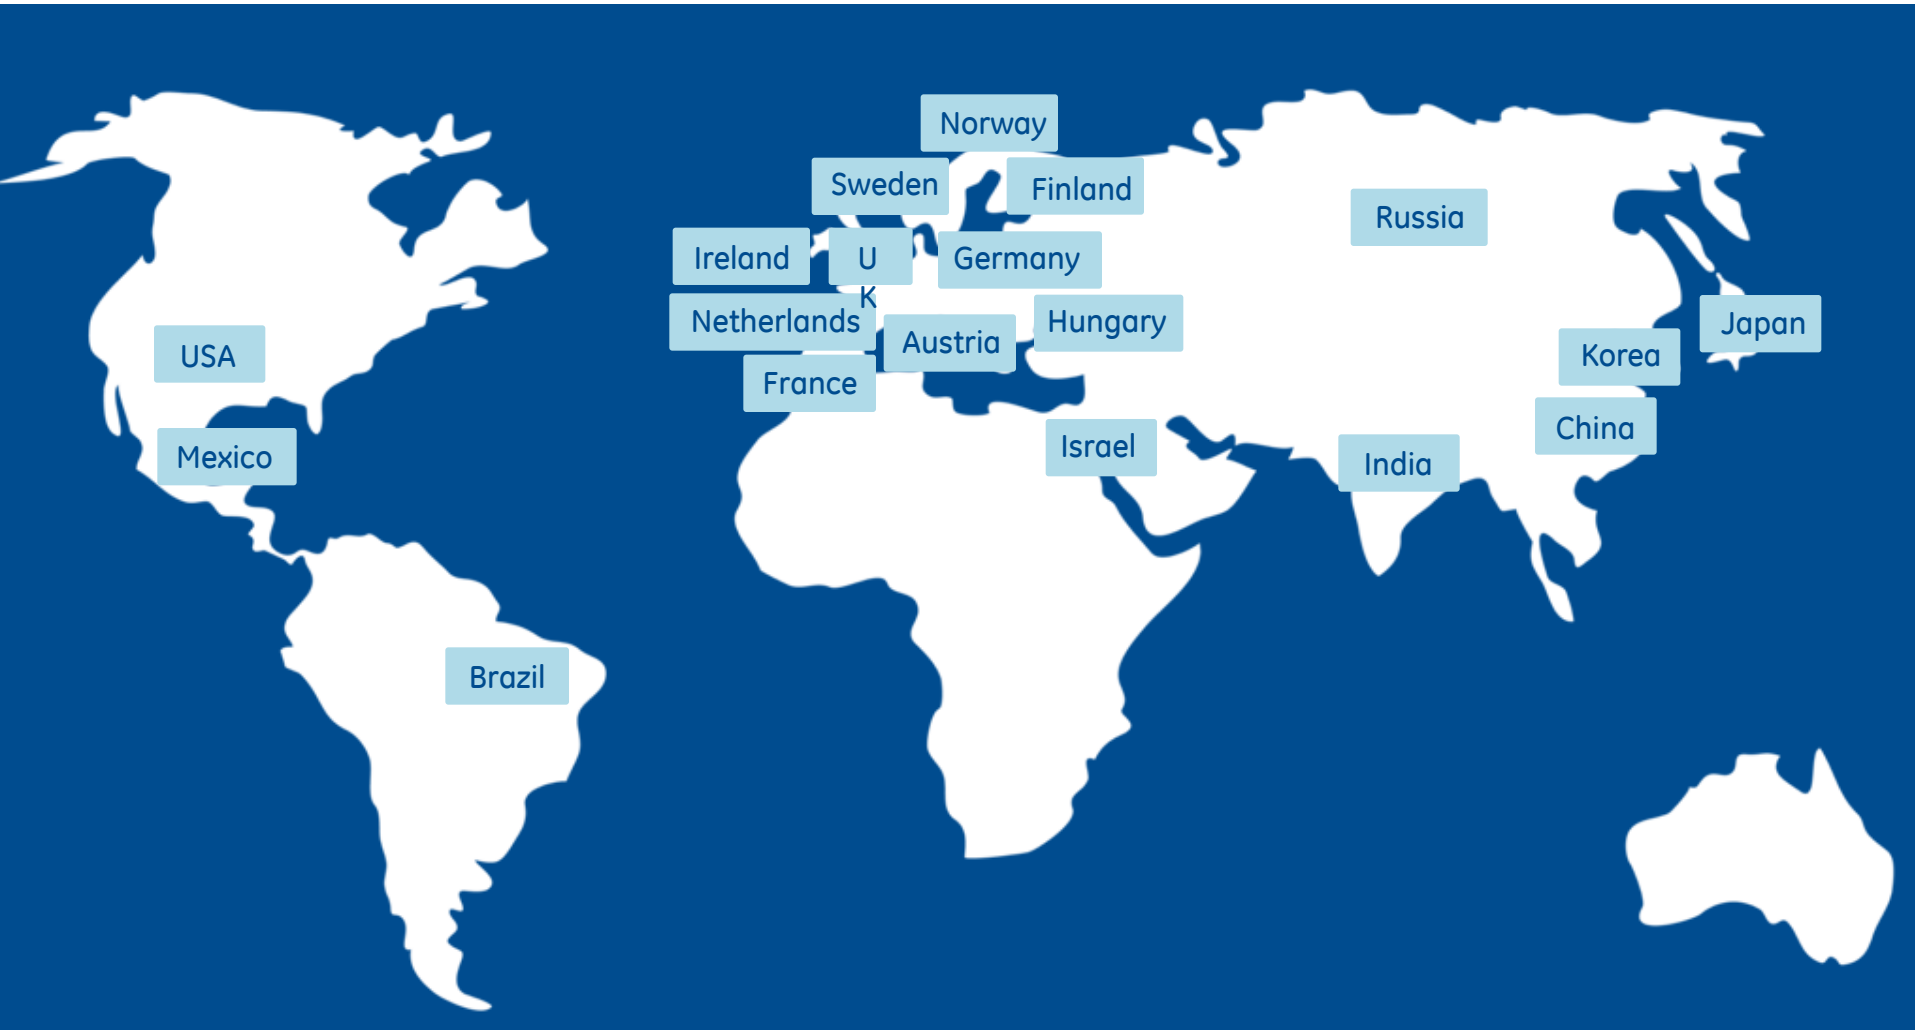 Norway
Sweden
Finland
Russia
Ireland
U
K
Germany
Netherlands
Austria
Hungary
Japan
USA
Korea
France
China
Mexico
Israel
India
Brazil